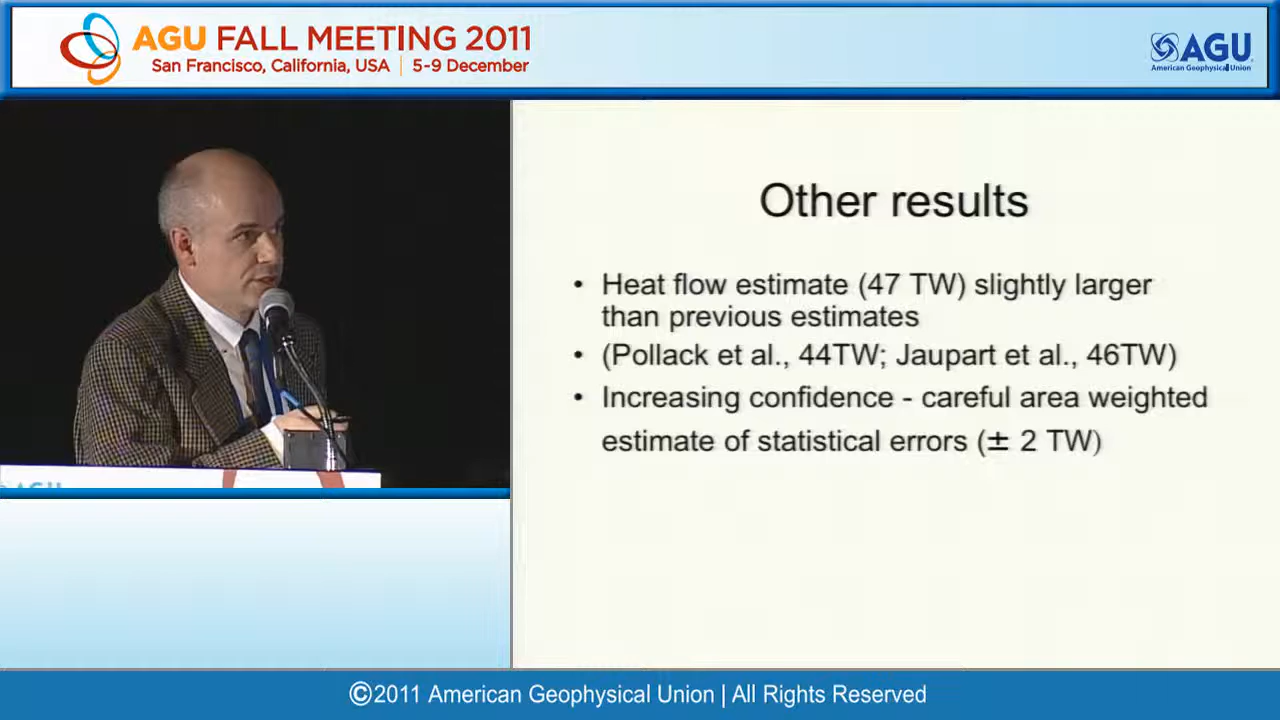 AGU FALL MEETING 2011
San Francisco, California, USA | 5-9 December
AGU
American Geophysical Union
Other results
• Heat flow estimate (47 TW) slightly larger
than previous estimates
• (Pollack et al., 44TW; Jaupart et al., 46TW)
• Increasing confidence - careful area weighted
estimate of statistical errors (± 2 TW)
AGU
©2011 American Geophysical Union | All Rights Reserved